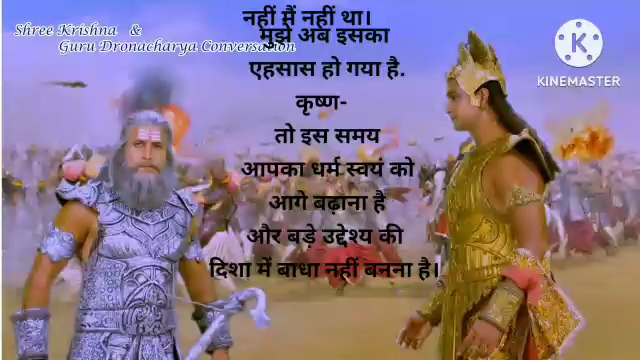 Shree Krishna &
Guru Dronacharya Conversation
नहीं मैं नहीं था।
मुझे अब इसका
एहसास हो गया है.
कृष्ण-
तो इस समय
आपका धर्म स्वयं को
आगे बढ़ाना है
और बड़े उद्देश्य की
दिशा में बाधा नहीं बनना है।
K
KINEMASTER